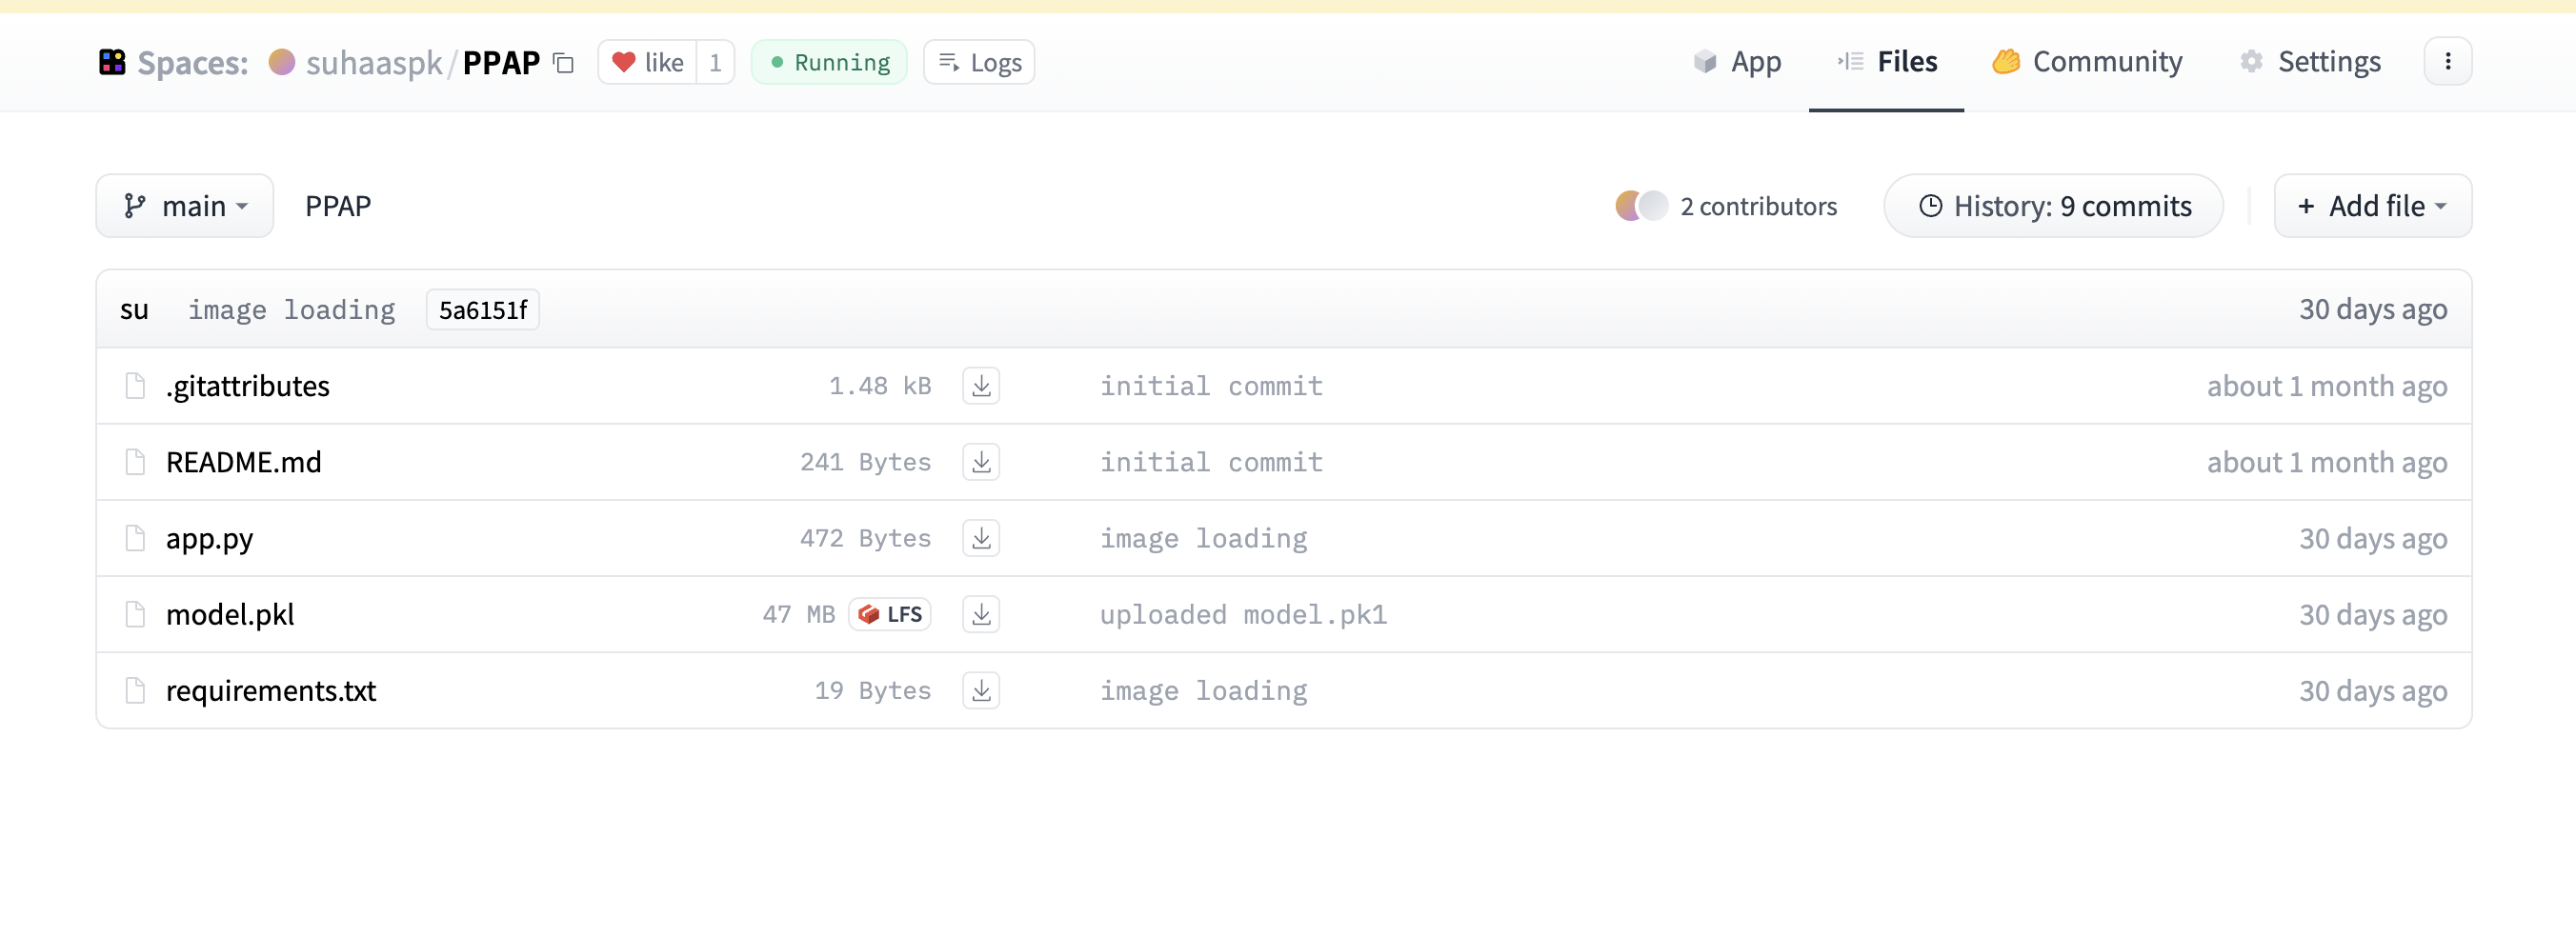 Spaces: suhaaspk/PPAP like 1 Running Logs App Files Community Settings
main PPAP 2 contributors History: 9 commits + Add file
su image loading 5a6151f 30 days ago
.gitattributes 1.48 kB initial commit about 1 month ago
README.md 241 Bytes initial commit about 1 month ago
app.py 472 Bytes image loading 30 days ago
model.pkl 47 MB LFS uploaded model.pk1 30 days ago
requirements.txt 19 Bytes image loading 30 days ago